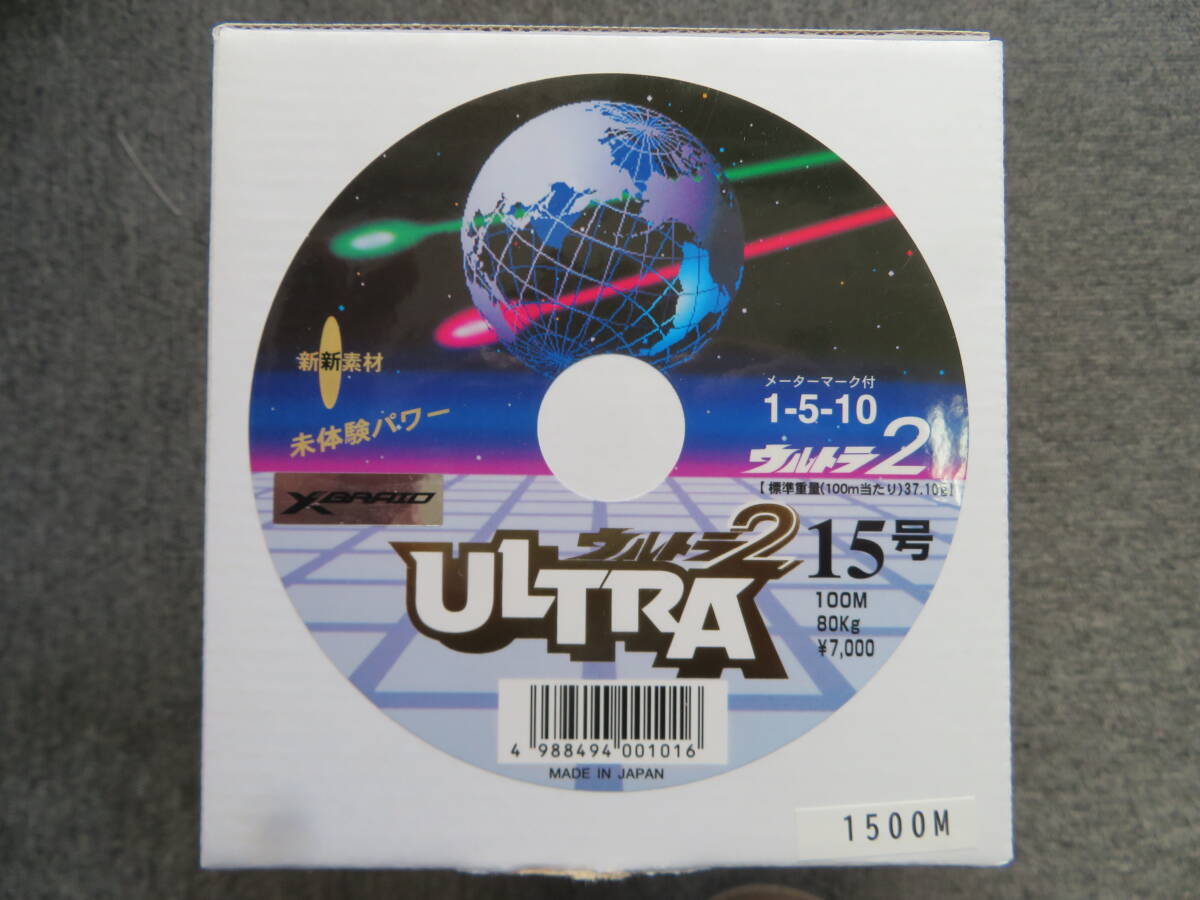 新新素材
未体験パワー
X-BRAID
メーターマーク付
1-5-10
ウルトラ2
【標準重量(100m当たり)37.10g】
ウルトラ2
ULTRA
15号
100M
80Kg
¥7,000
4 988494 001016
MADE IN JAPAN
1500M